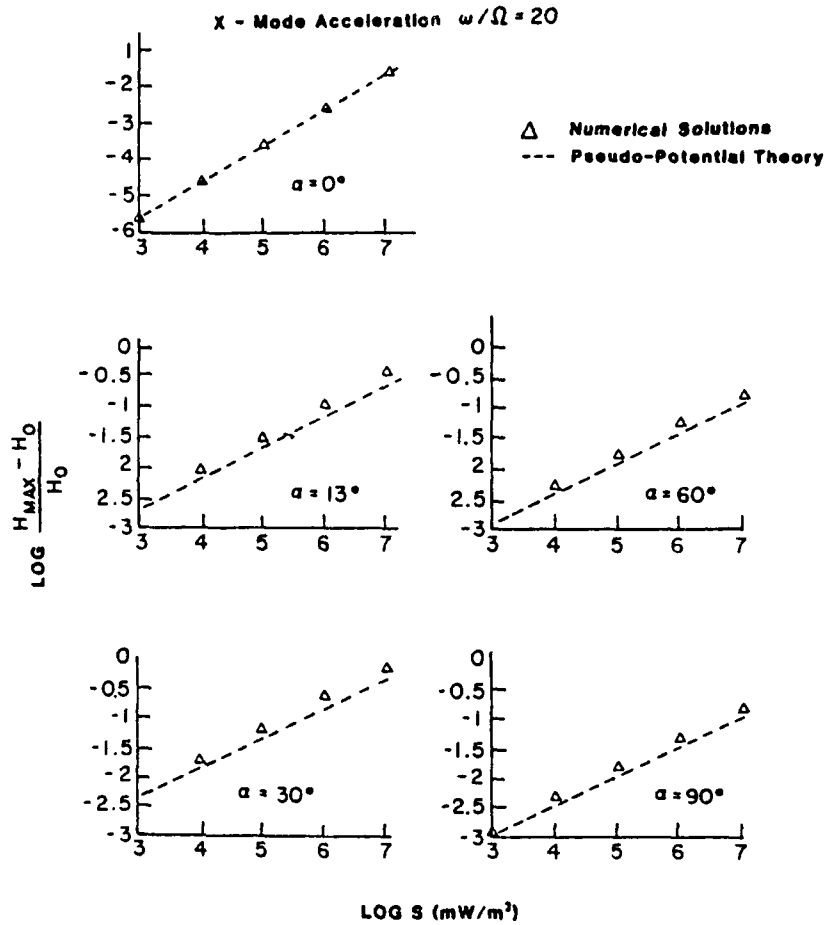 X - Mode Acceleration ω/Ω = 20
1
-2
-3
-4
-5
-6
3 4 5 6 7
α = 0°
△ Numerical Solutions
--- Pseudo-Potential Theory
0
-0.5
-1
-1.5
2
2.5
-3
3 4 5 6 7
α = 13°
0
-0.5
-1
-1.5
-2
-2.5
-3
3 4 5 6 7
α = 60°
LOG (H_MAX - H_0)/H_0
0
-0.5
-1
-1.5
-2
-2.5
-3
3 4 5 6 7
α = 30°
0
-0.5
-1
-1.5
-2
-2.5
-3
3 4 5 6 7
α = 90°
LOG S (mW/m²)